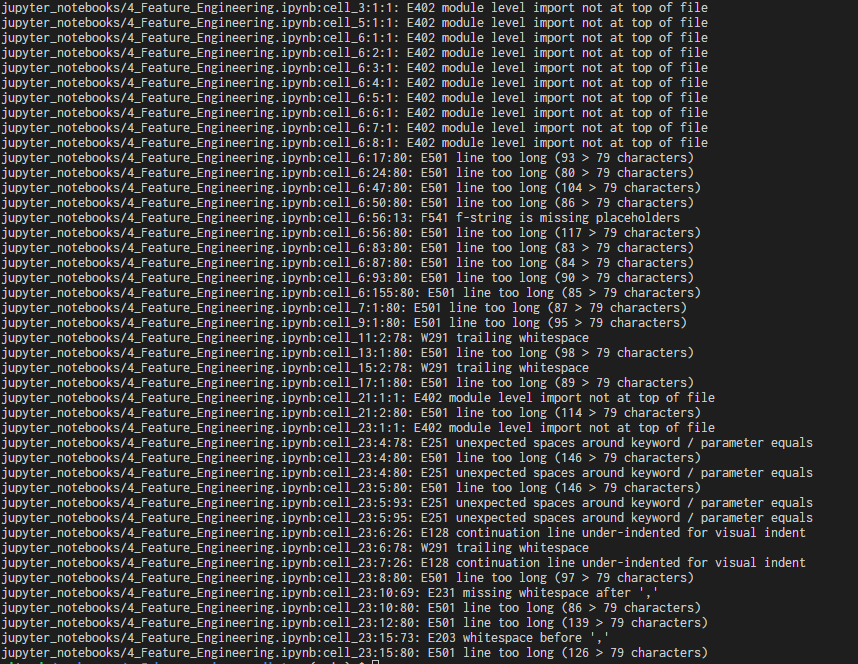 jupyter_notebooks/4_Feature_Engineering.ipynb:cell_3:1:1: E402 module level import not at top of file
jupyter_notebooks/4_Feature_Engineering.ipynb:cell_5:1:1: E402 module level import not at top of file
jupyter_notebooks/4_Feature_Engineering.ipynb:cell_6:1:1: E402 module level import not at top of file
jupyter_notebooks/4_Feature_Engineering.ipynb:cell_6:2:1: E402 module level import not at top of file
jupyter_notebooks/4_Feature_Engineering.ipynb:cell_6:3:1: E402 module level import not at top of file
jupyter_notebooks/4_Feature_Engineering.ipynb:cell_6:4:1: E402 module level import not at top of file
jupyter_notebooks/4_Feature_Engineering.ipynb:cell_6:5:1: E402 module level import not at top of file
jupyter_notebooks/4_Feature_Engineering.ipynb:cell_6:6:1: E402 module level import not at top of file
jupyter_notebooks/4_Feature_Engineering.ipynb:cell_6:7:1: E402 module level import not at top of file
jupyter_notebooks/4_Feature_Engineering.ipynb:cell_6:8:1: E402 module level import not at top of file
jupyter_notebooks/4_Feature_Engineering.ipynb:cell_6:17:80: E501 line too long (93 > 79 characters)
jupyter_notebooks/4_Feature_Engineering.ipynb:cell_6:24:80: E501 line too long (80 > 79 characters)
jupyter_notebooks/4_Feature_Engineering.ipynb:cell_6:47:80: E501 line too long (104 > 79 characters)
jupyter_notebooks/4_Feature_Engineering.ipynb:cell_6:50:80: E501 line too long (86 > 79 characters)
jupyter_notebooks/4_Feature_Engineering.ipynb:cell_6:56:13: F541 f-string is missing placeholders
jupyter_notebooks/4_Feature_Engineering.ipynb:cell_6:56:80: E501 line too long (117 > 79 characters)
jupyter_notebooks/4_Feature_Engineering.ipynb:cell_6:83:80: E501 line too long (83 > 79 characters)
jupyter_notebooks/4_Feature_Engineering.ipynb:cell_6:87:80: E501 line too long (84 > 79 characters)
jupyter_notebooks/4_Feature_Engineering.ipynb:cell_6:93:80: E501 line too long (90 > 79 characters)
jupyter_notebooks/4_Feature_Engineering.ipynb:cell_6:155:80: E501 line too long (85 > 79 characters)
jupyter_notebooks/4_Feature_Engineering.ipynb:cell_7:1:80: E501 line too long (87 > 79 characters)
jupyter_notebooks/4_Feature_Engineering.ipynb:cell_9:1:80: E501 line too long (95 > 79 characters)
jupyter_notebooks/4_Feature_Engineering.ipynb:cell_11:2:78: W291 trailing whitespace
jupyter_notebooks/4_Feature_Engineering.ipynb:cell_13:1:80: E501 line too long (98 > 79 characters)
jupyter_notebooks/4_Feature_Engineering.ipynb:cell_15:2:78: W291 trailing whitespace
jupyter_notebooks/4_Feature_Engineering.ipynb:cell_17:1:80: E501 line too long (89 > 79 characters)
jupyter_notebooks/4_Feature_Engineering.ipynb:cell_21:1:1: E402 module level import not at top of file
jupyter_notebooks/4_Feature_Engineering.ipynb:cell_21:2:80: E501 line too long (114 > 79 characters)
jupyter_notebooks/4_Feature_Engineering.ipynb:cell_23:1:1: E402 module level import not at top of file
jupyter_notebooks/4_Feature_Engineering.ipynb:cell_23:4:78: E251 unexpected spaces around keyword / parameter equals
jupyter_notebooks/4_Feature_Engineering.ipynb:cell_23:4:80: E501 line too long (146 > 79 characters)
jupyter_notebooks/4_Feature_Engineering.ipynb:cell_23:4:80: E251 unexpected spaces around keyword / parameter equals
jupyter_notebooks/4_Feature_Engineering.ipynb:cell_23:5:80: E501 line too long (146 > 79 characters)
jupyter_notebooks/4_Feature_Engineering.ipynb:cell_23:5:93: E251 unexpected spaces around keyword / parameter equals
jupyter_notebooks/4_Feature_Engineering.ipynb:cell_23:5:95: E251 unexpected spaces around keyword / parameter equals
jupyter_notebooks/4_Feature_Engineering.ipynb:cell_23:6:26: E128 continuation line under-indented for visual indent
jupyter_notebooks/4_Feature_Engineering.ipynb:cell_23:6:78: W291 trailing whitespace
jupyter_notebooks/4_Feature_Engineering.ipynb:cell_23:7:26: E128 continuation line under-indented for visual indent
jupyter_notebooks/4_Feature_Engineering.ipynb:cell_23:8:80: E501 line too long (97 > 79 characters)
jupyter_notebooks/4_Feature_Engineering.ipynb:cell_23:10:69: E231 missing whitespace after ','
jupyter_notebooks/4_Feature_Engineering.ipynb:cell_23:10:80: E501 line too long (86 > 79 characters)
jupyter_notebooks/4_Feature_Engineering.ipynb:cell_23:12:80: E501 line too long (139 > 79 characters)
jupyter_notebooks/4_Feature_Engineering.ipynb:cell_23:15:73: E203 whitespace before ','
jupyter_notebooks/4_Feature_Engineering.ipynb:cell_23:15:80: E501 line too long (126 > 79 characters)